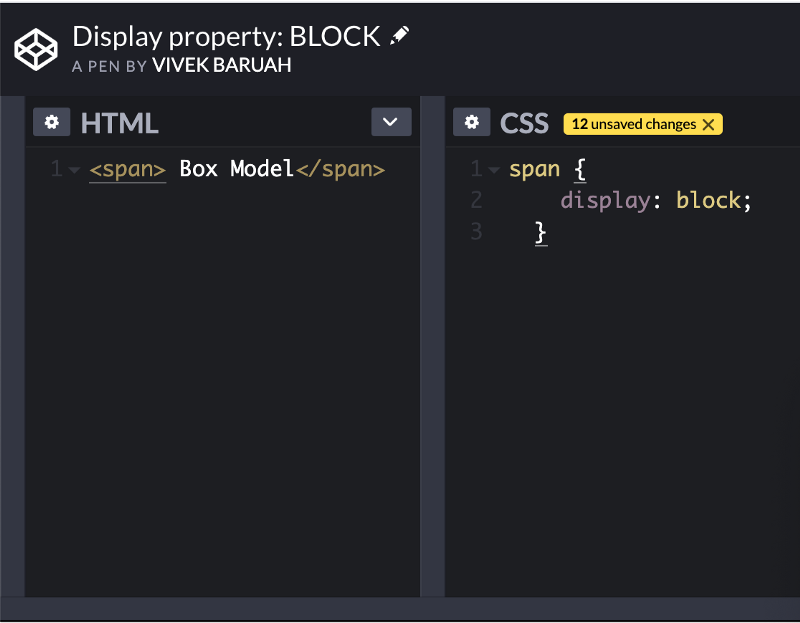 Display property: BLOCK
A PEN BY VIVEK BARUAH
HTML
1 <span> Box Model</span>
CSS 12 unsaved changes X
1 span {
2 display: block;
3 }